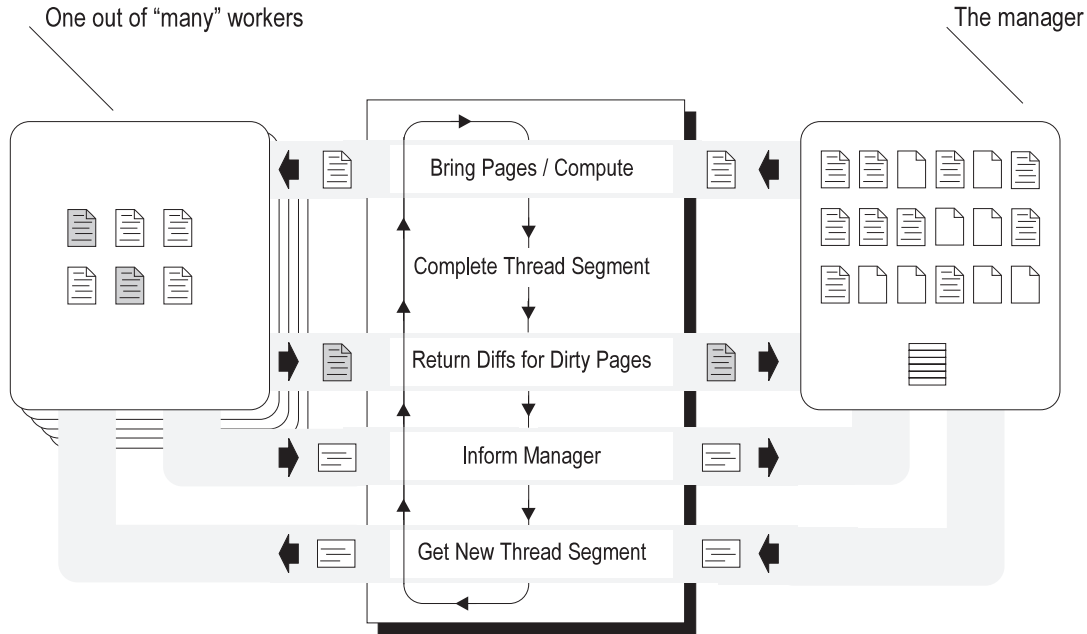 One out of “many” workers
The manager
Bring Pages / Compute
Complete Thread Segment
Return Diffs for Dirty Pages
Inform Manager
Get New Thread Segment